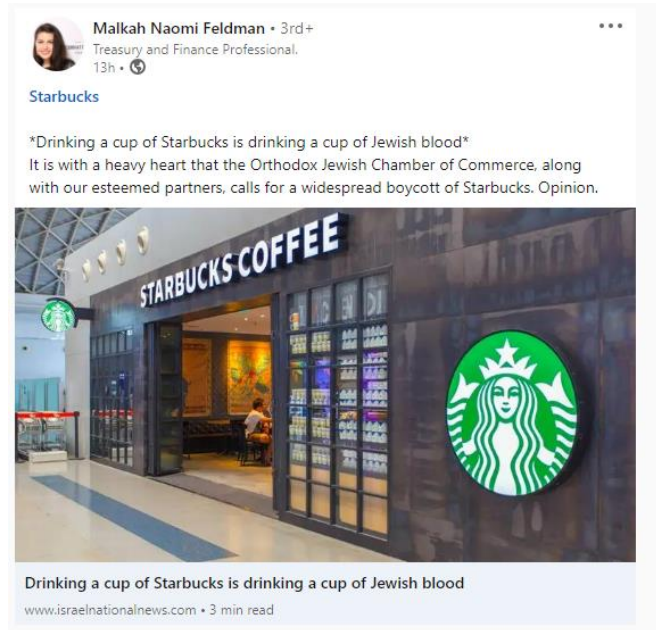 Malkah Naomi Feldman • 3rd+
Treasury and Finance Professional.
13h •
Starbucks
*Drinking a cup of Starbucks is drinking a cup of Jewish blood*
It is with a heavy heart that the Orthodox Jewish Chamber of Commerce, along
with our esteemed partners, calls for a widespread boycott of Starbucks. Opinion.
STARBUCKS COFFEE
Drinking a cup of Starbucks is drinking a cup of Jewish blood
www.israelnationalnews.com • 3 min read